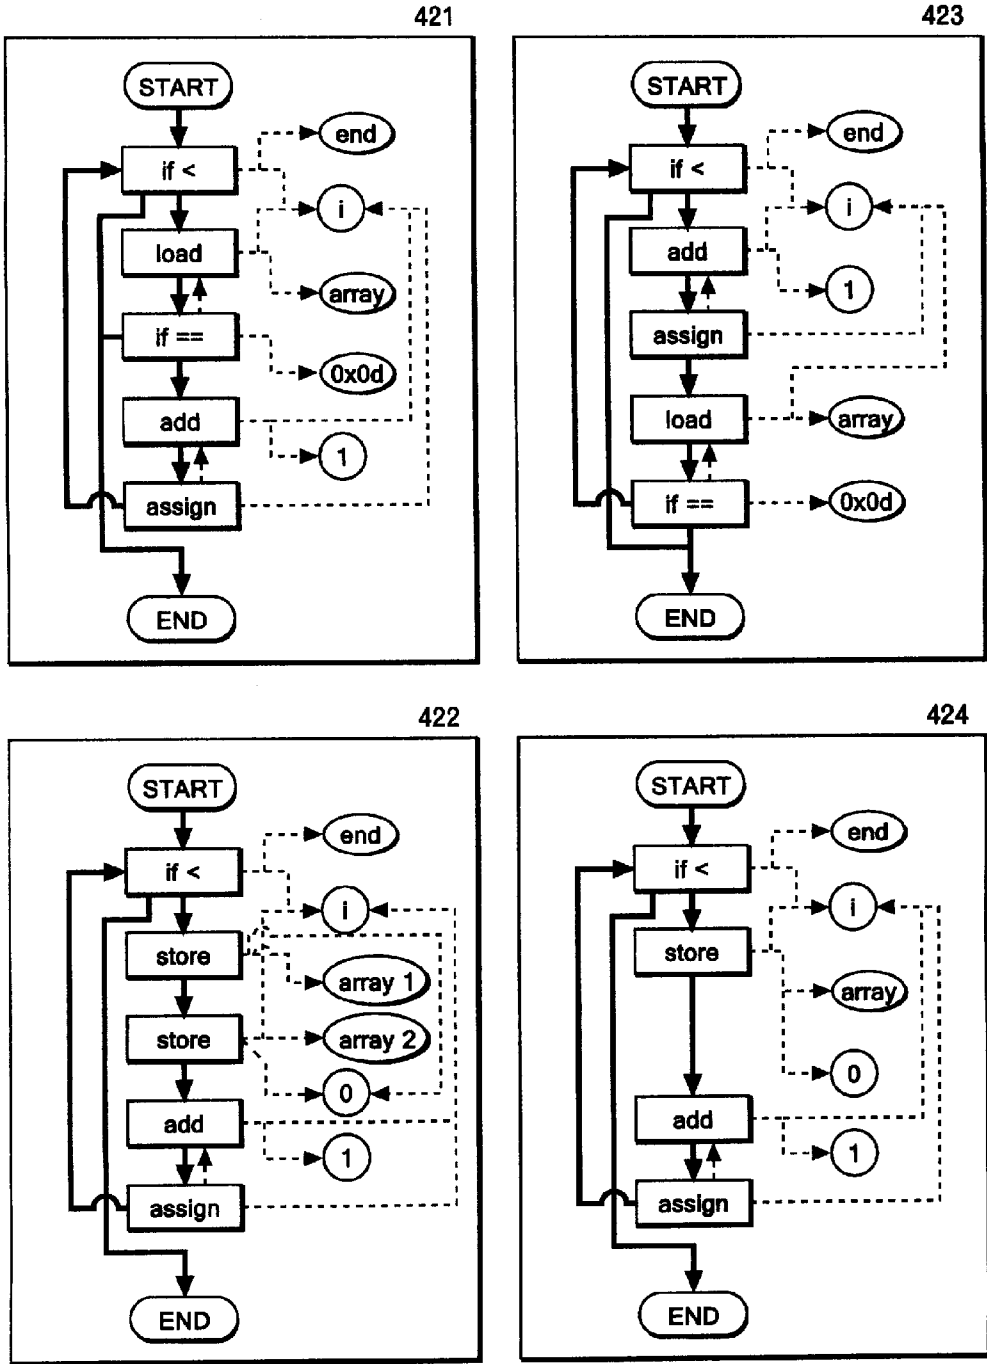 421
START
if <
end
i
load
array
if ==
0x0d
add
1
assign
END
423
START
if <
end
i
add
1
assign
load
array
if ==
0x0d
END
422
START
if <
end
i
store
array 1
store
array 2
0
add
1
assign
END
424
START
if <
end
i
store
array
0
add
1
assign
END